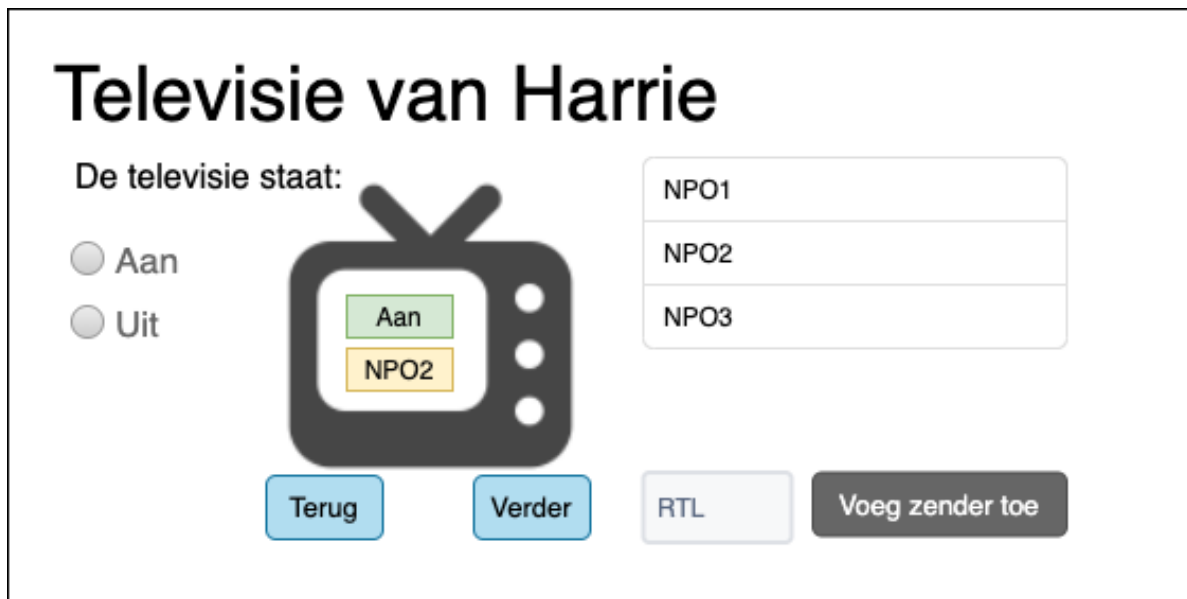 Televisie van Harrie
De televisie staat:
Aan
Uit
Aan
NPO2
Terug
Verder
NPO1
NPO2
NPO3
RTL
Voeg zender toe